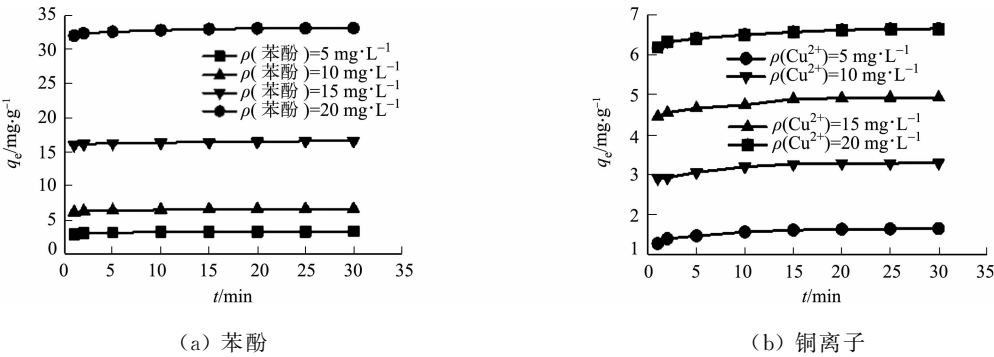 35
30
25
20
15
10
5
0
qe/mg·g⁻¹
ρ(苯酚)=5 mg·L⁻¹
ρ(苯酚)=10 mg·L⁻¹
ρ(苯酚)=15 mg·L⁻¹
ρ(苯酚)=20 mg·L⁻¹
0 5 10 15 20 25 30 35
t/min
(a) 苯酚
7
6
5
4
3
2
1
qe/mg·g⁻¹
ρ(Cu²⁺)=5 mg·L⁻¹
ρ(Cu²⁺)=10 mg·L⁻¹
ρ(Cu²⁺)=15 mg·L⁻¹
ρ(Cu²⁺)=20 mg·L⁻¹
0 5 10 15 20 25 30 35
t/min
(b) 铜离子